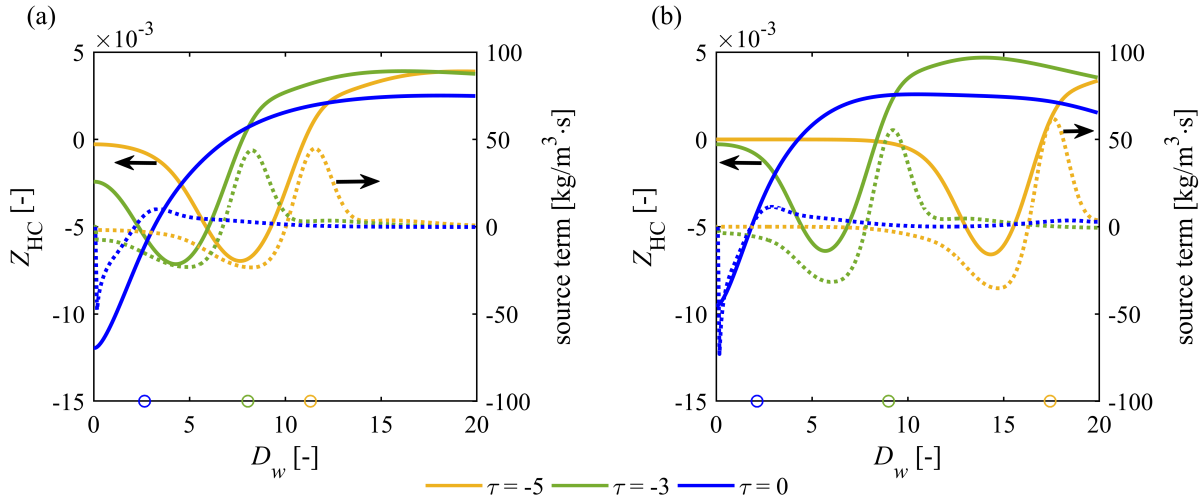 (a)
×10⁻³
5
0
-5
-10
-15
Z_HC [-]
100
50
0
-50
-100
source term [kg/m³·s]
0 5 10 15 20
D_w [-]
(b)
×10⁻³
5
0
-5
-10
-15
Z_HC [-]
100
50
0
-50
-100
source term [kg/m³·s]
0 5 10 15 20
D_w [-]
τ = -5 τ = -3 τ = 0